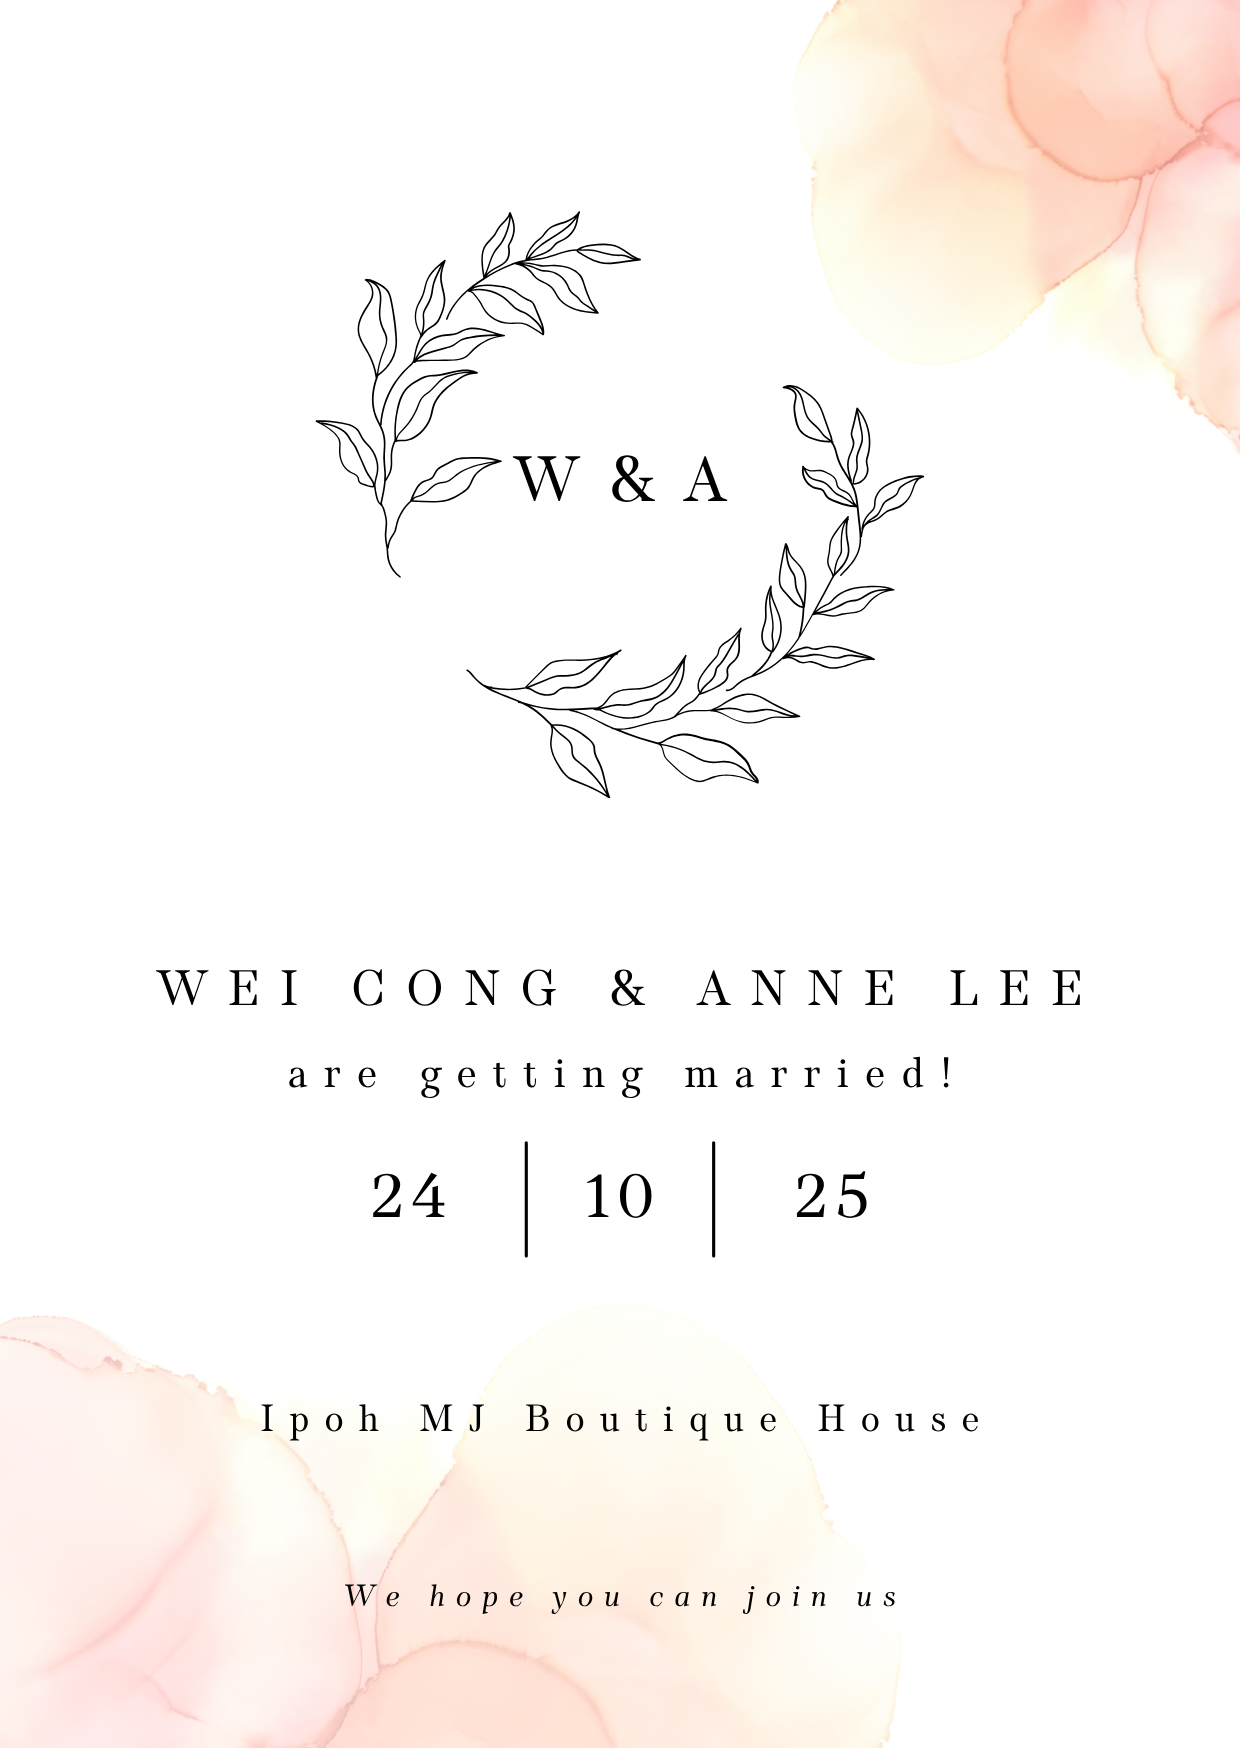 W & A
WEI CONG & ANNE LEE
are getting married!
24 | 10 | 25
Ipoh MJ Boutique House
We hope you can join us